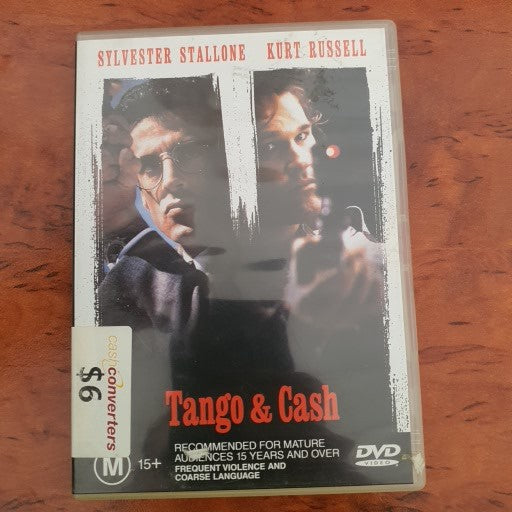 SYLVESTER STALLONE KURT RUSSELL
Tango & Cash
cash converters
$6
M 15+
RECOMMENDED FOR MATURE
AUDIENCES 15 YEARS AND OVER
FREQUENT VIOLENCE AND
COARSE LANGUAGE
DVD
VIDEO